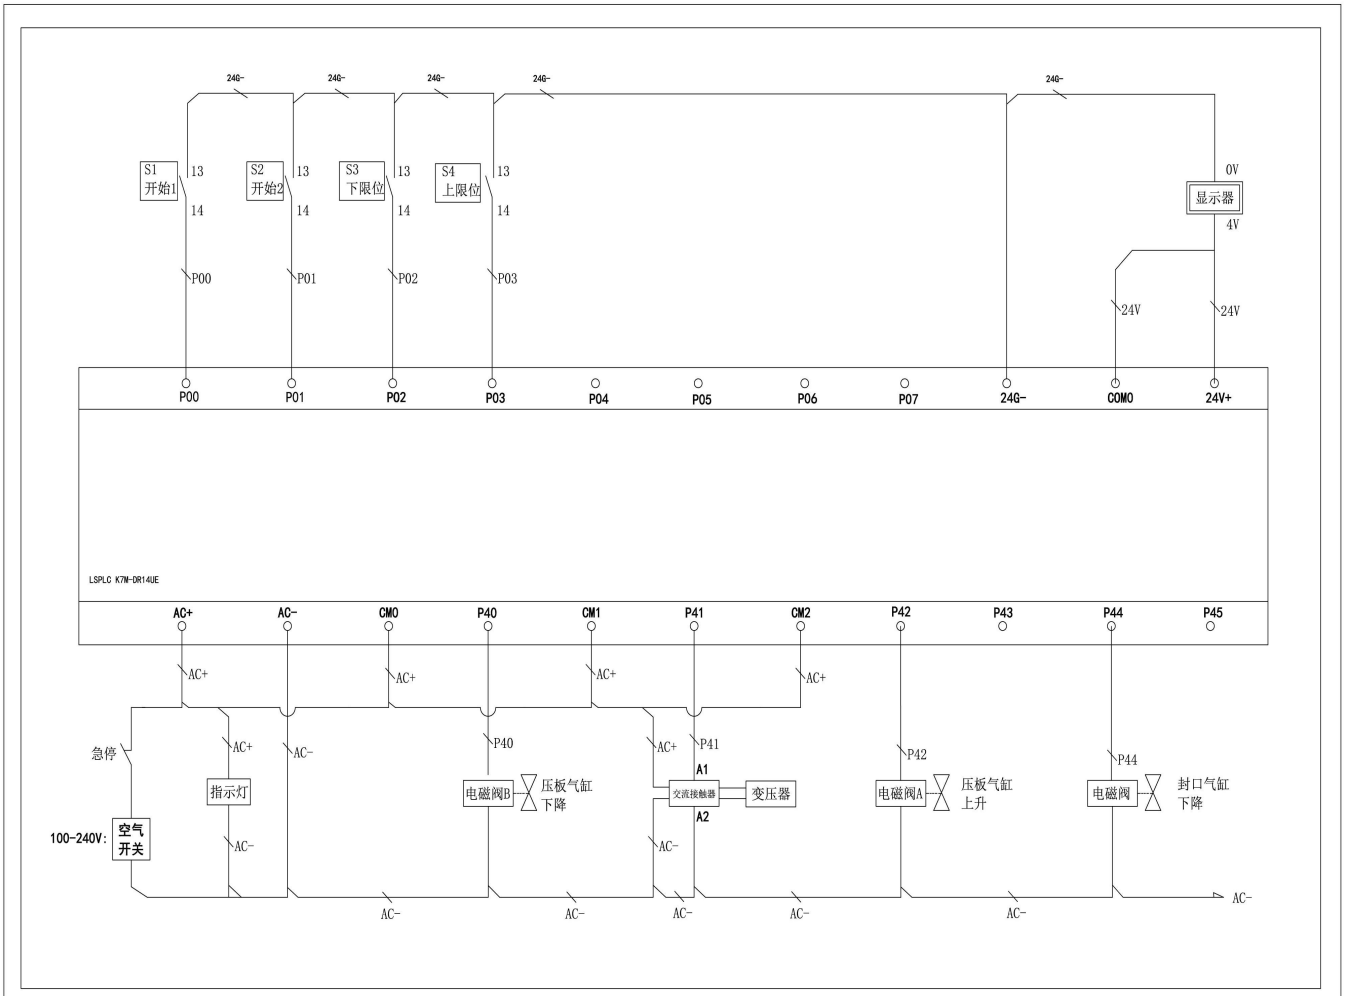 24G-
24G-
24G-
24G-
24G-
S1
开始1
13
14
S2
开始2
13
14
S3
下限位
13
14
S4
上限位
13
14
0V
显示器
4V
P00
P01
P02
P03
24V
24V
P00
P01
P02
P03
P04
P05
P06
P07
24G-
COM0
24V+
LSPLC K7M-DR14UE
AC+
AC-
CM0
P40
CM1
P41
CM2
P42
P43
P44
P45
AC+
AC+
AC+
AC+
急停
AC+
AC-
P40
AC+
P41
P42
P44
指示灯
电磁阀B
压板气缸
下降
A1
交流接触器
A2
变压器
电磁阀A
压板气缸
上升
电磁阀
封口气缸
下降
100-240V:
空气
开关
AC-
AC-
AC-
AC-
AC-
AC-
AC-
AC-